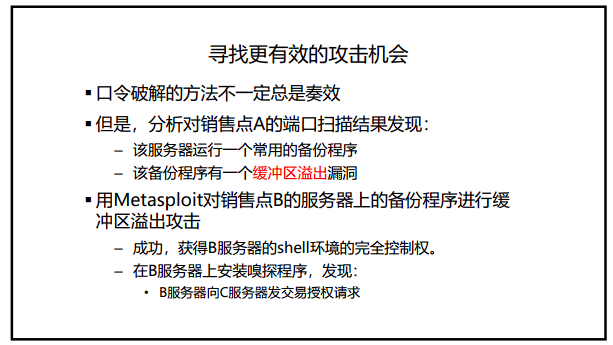 寻找更有效的攻击机会
▪ 口令破解的方法不一定总是奏效
▪ 但是，分析对销售点A的端口扫描结果发现：
– 该服务器运行一个常用的备份程序
– 该备份程序有一个缓冲区溢出漏洞
▪ 用Metasploit对销售点B的服务器上的备份程序进行缓
冲区溢出攻击
– 成功，获得B服务器的shell环境的完全控制权。
– 在B服务器上安装嗅探程序，发现：
• B服务器向C服务器发交易授权请求